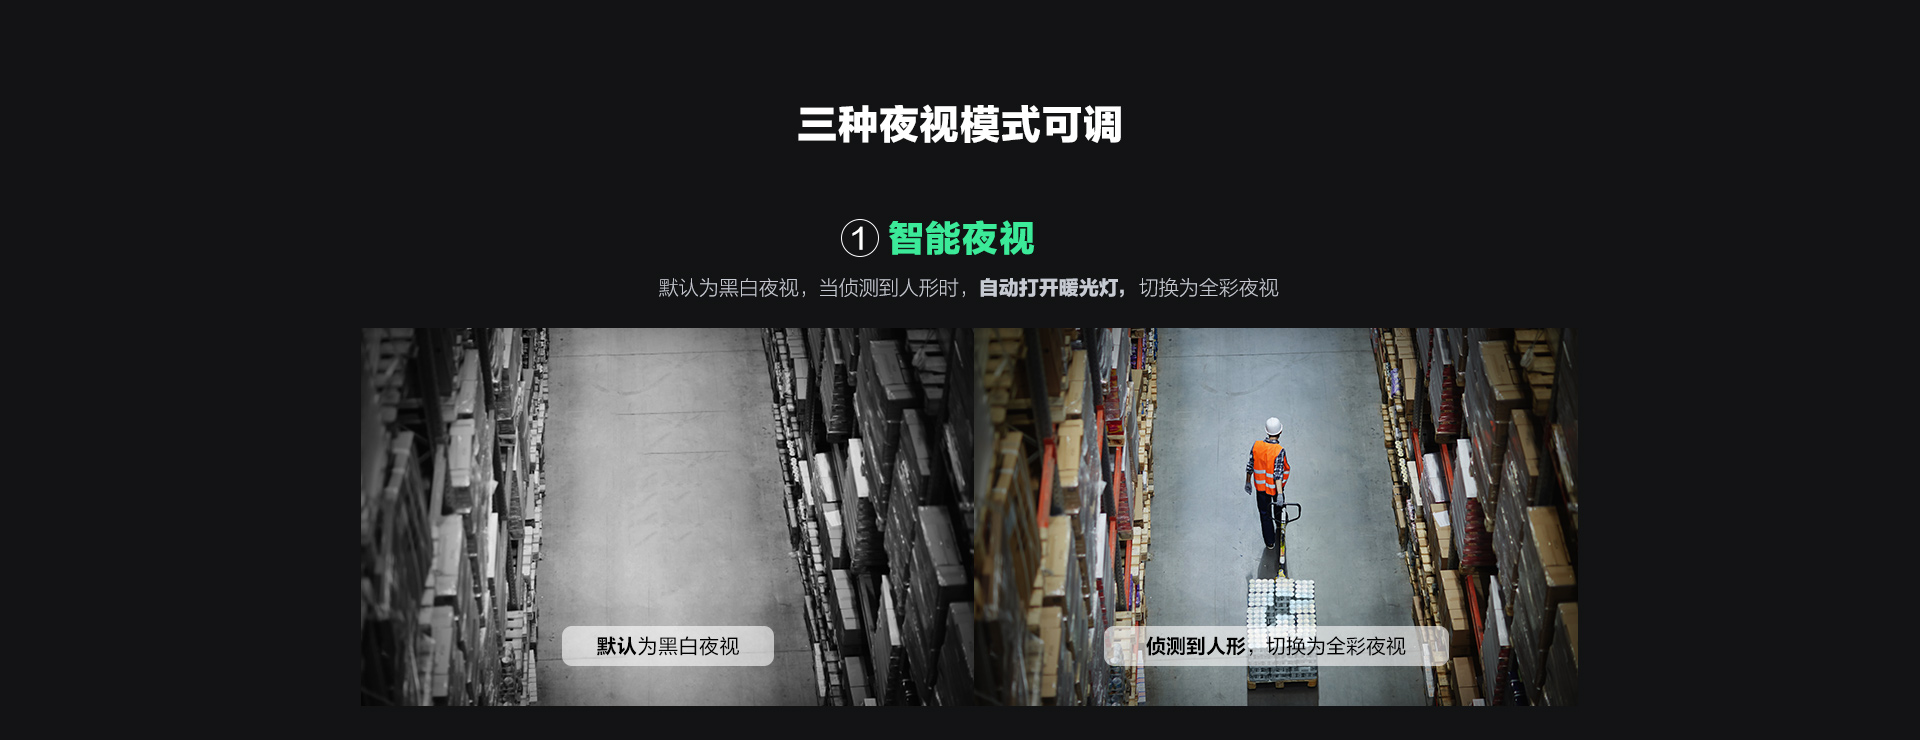 三种夜视模式可调
① 智能夜视
默认为黑白夜视，当侦测到人形时，自动打开暖光灯，切换为全彩夜视
默认为黑白夜视
侦测到人形，切换为全彩夜视